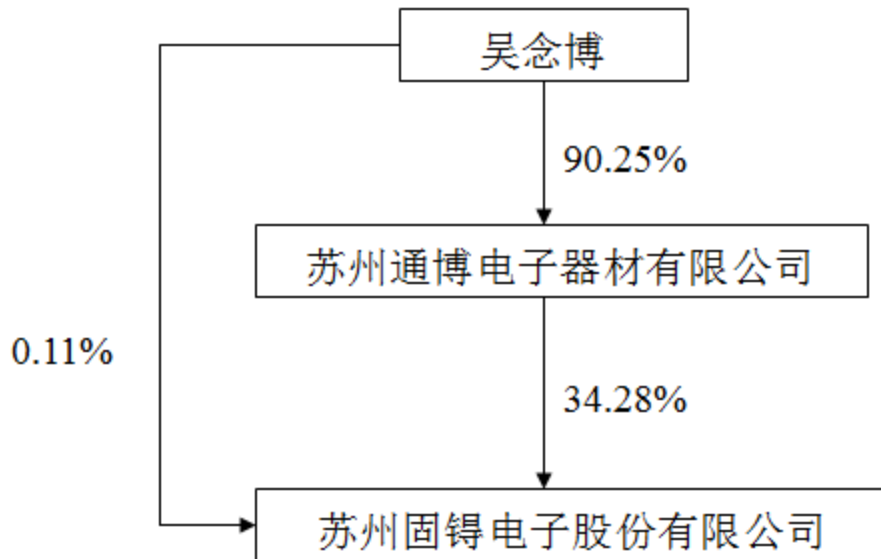 吴念博
90.25%
苏州通博电子器材有限公司
0.11%
34.28%
苏州固锝电子股份有限公司